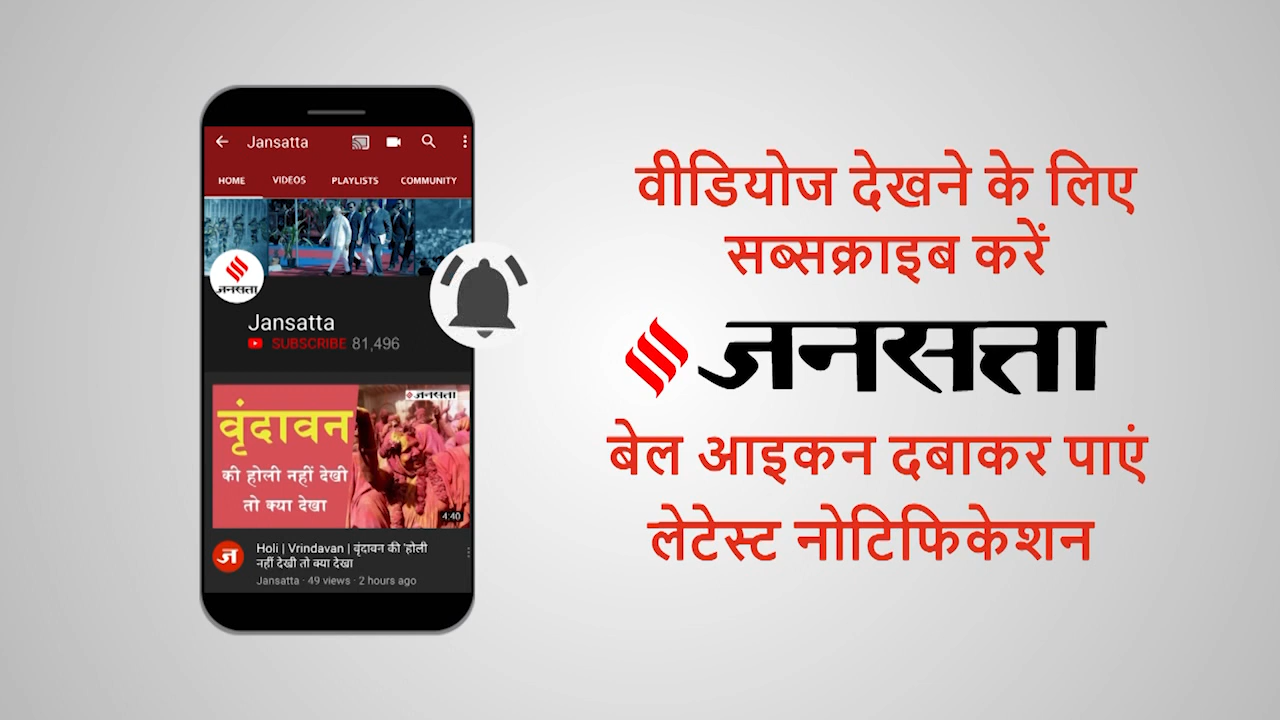 Jansatta
HOME VIDEOS PLAYLISTS COMMUNITY
जनसत्ता
Jansatta
SUBSCRIBE 81,496
जनसत्ता
वृंदावन
की होली नहीं देखी
तो क्या देखा
4:40
ज
Holi | Vrindavan | वृंदावन की 'होली
नहीं देखी तो क्या देखा
Jansatta · 49 views · 2 hours ago
वीडियोज देखने के लिए
सब्सक्राइब करें
जनसत्ता
बेल आइकन दबाकर पाएं
लेटेस्ट नोटिफिकेशन